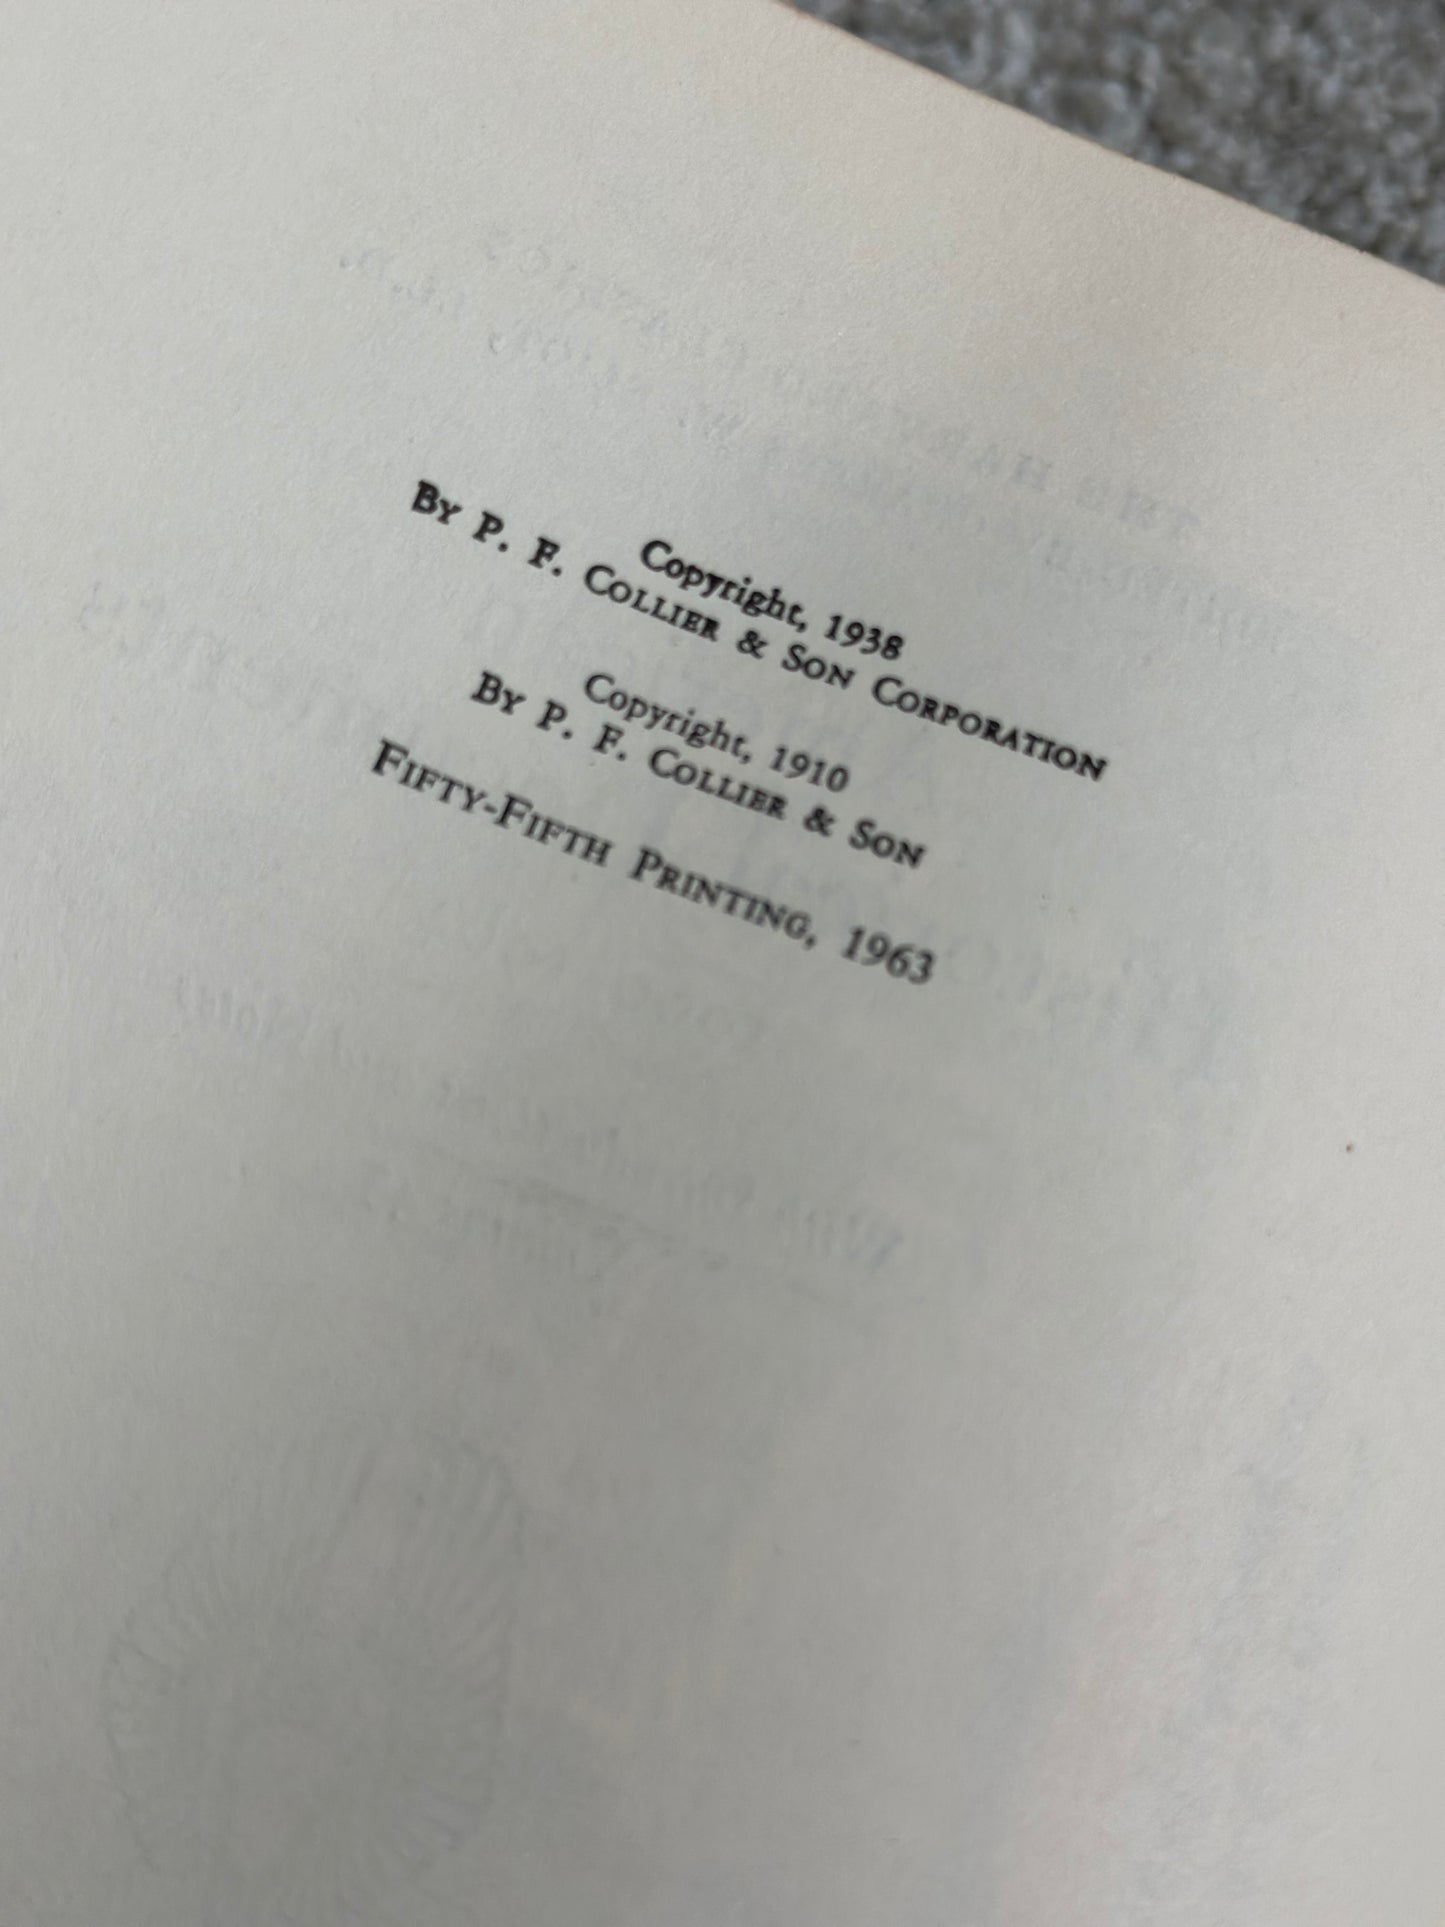 Copyright, 1938
By P. F. Collier & Son Corporation
Copyright, 1910
By P. F. Collier & Son
Fifty-Fifth Printing, 1963